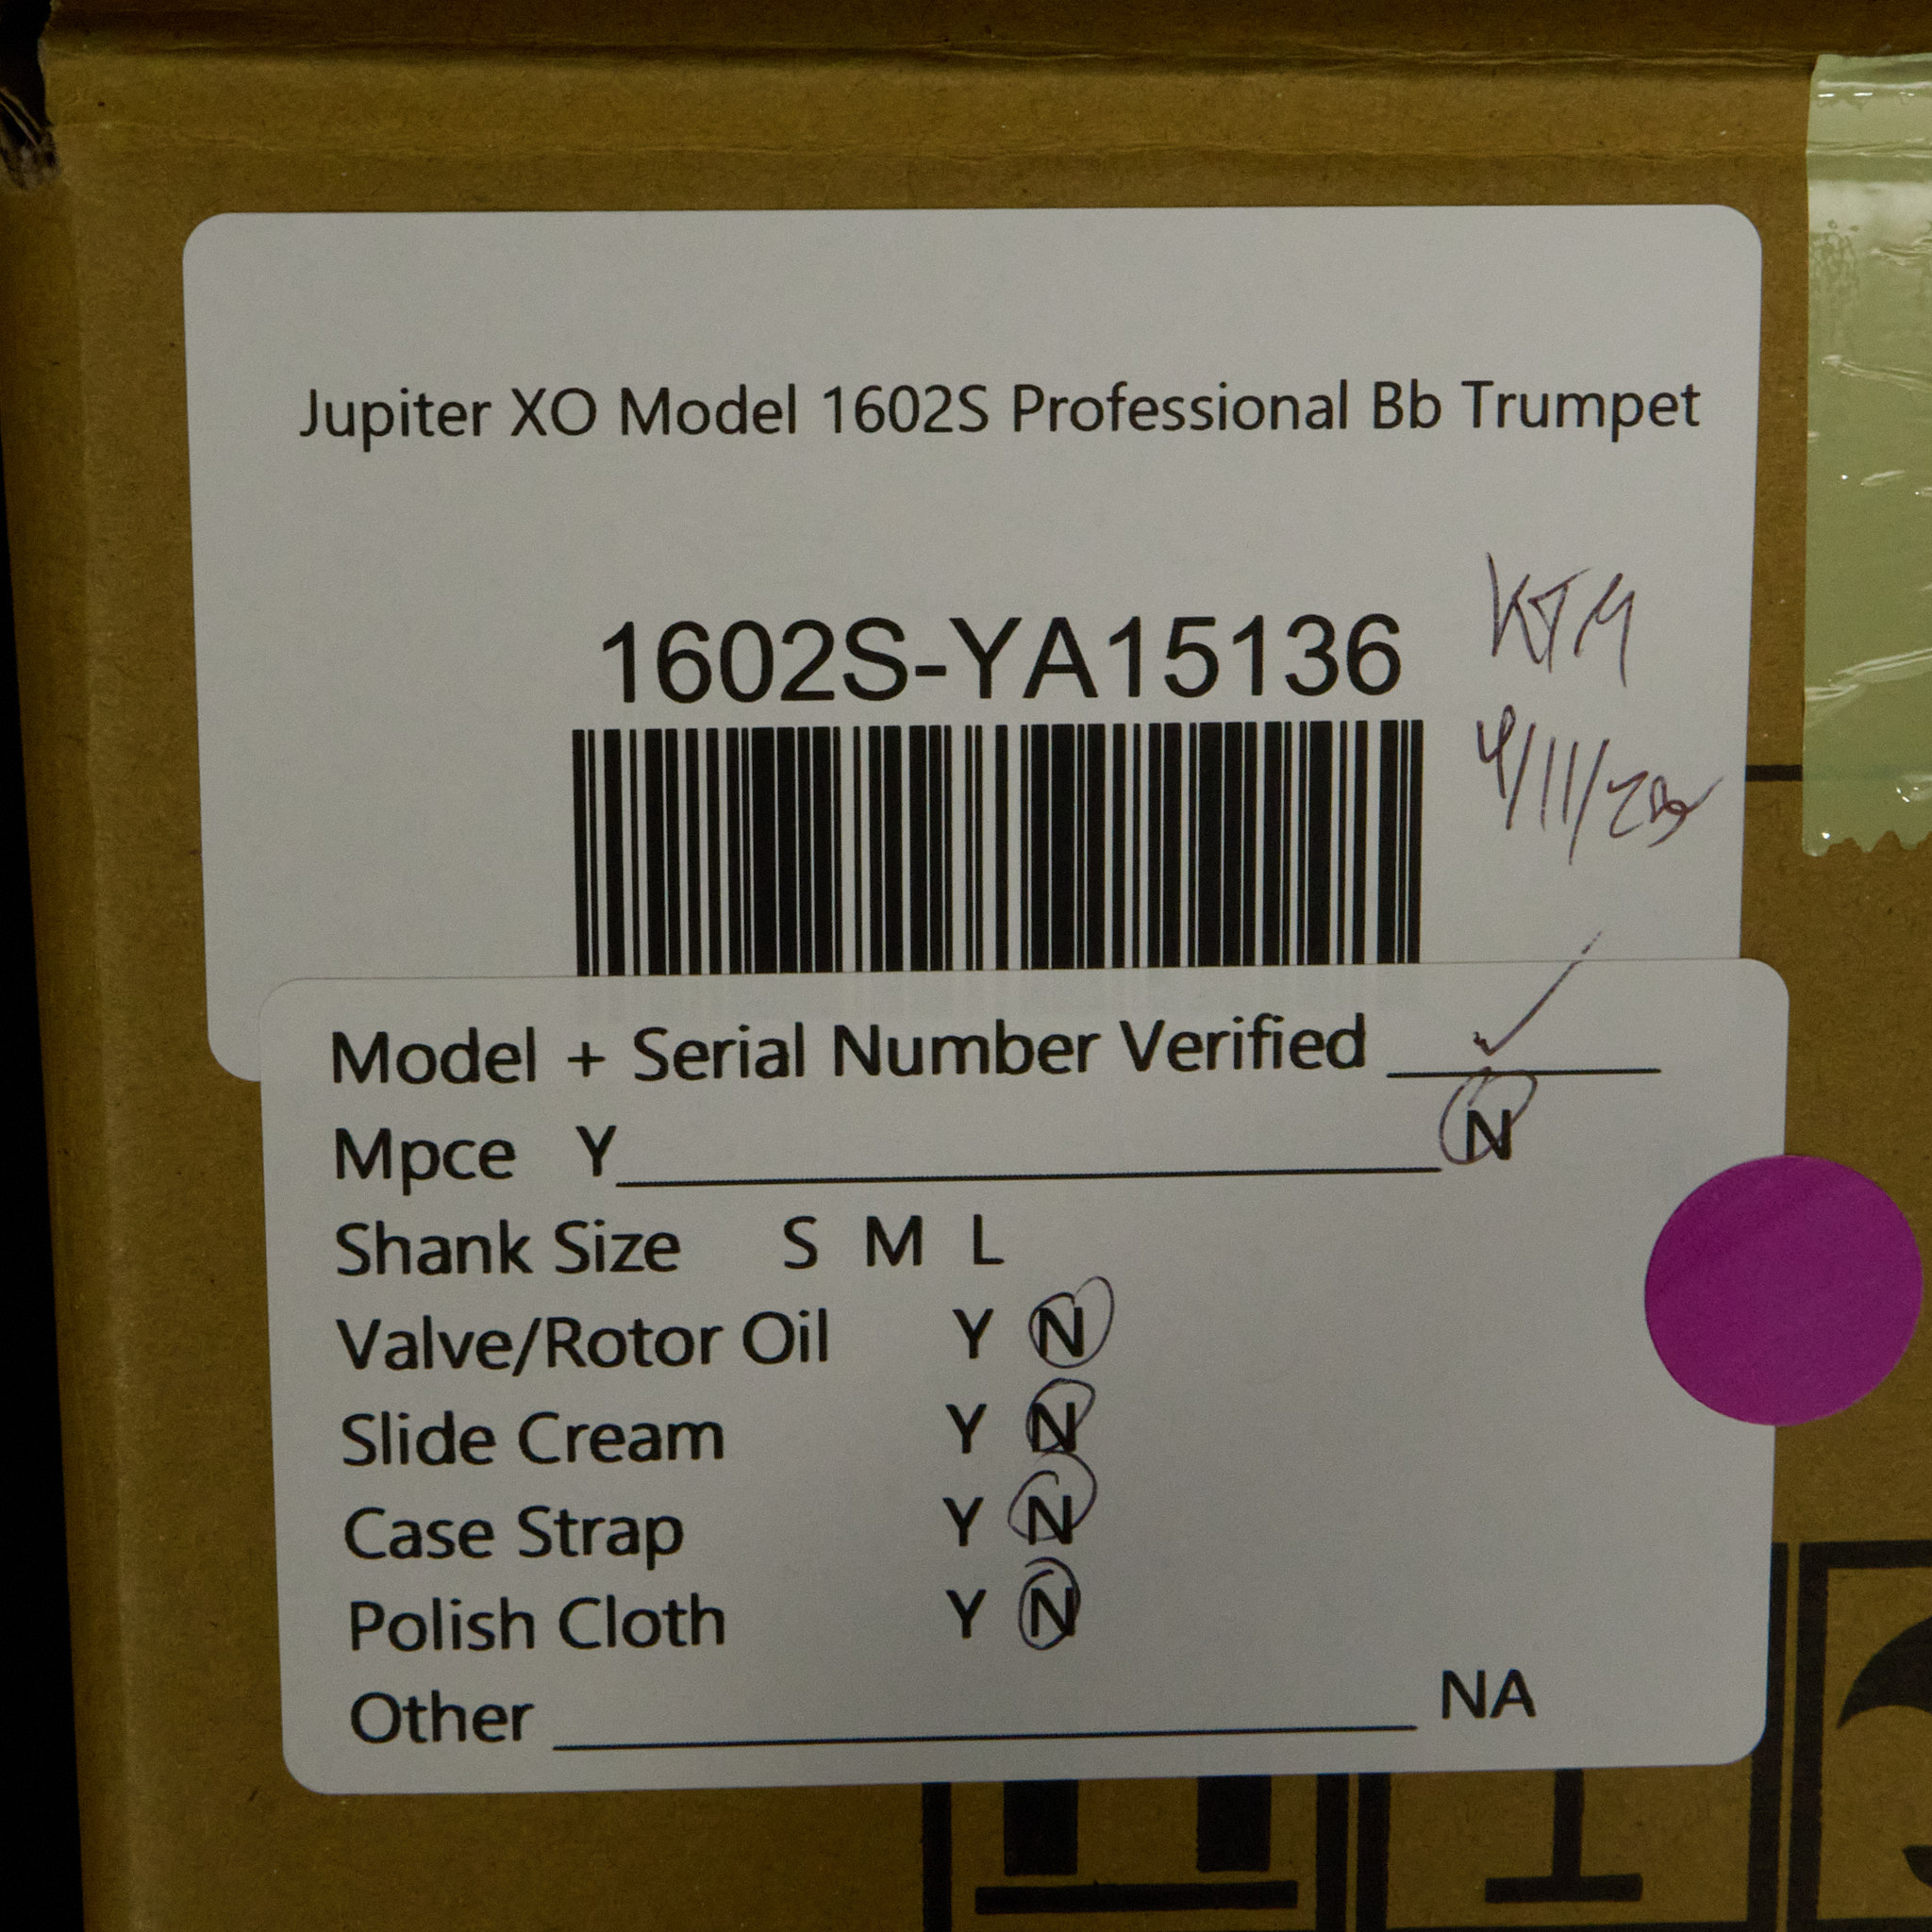 Jupiter XO Model 1602S Professional Bb Trumpet
1602S-YA15136
KTM
Model + Serial Number Verified ✓
Mpce Y N
Shank Size S M L
Valve/Rotor Oil Y N
Slide Cream Y N
Case Strap Y N
Polish Cloth Y N
Other NA